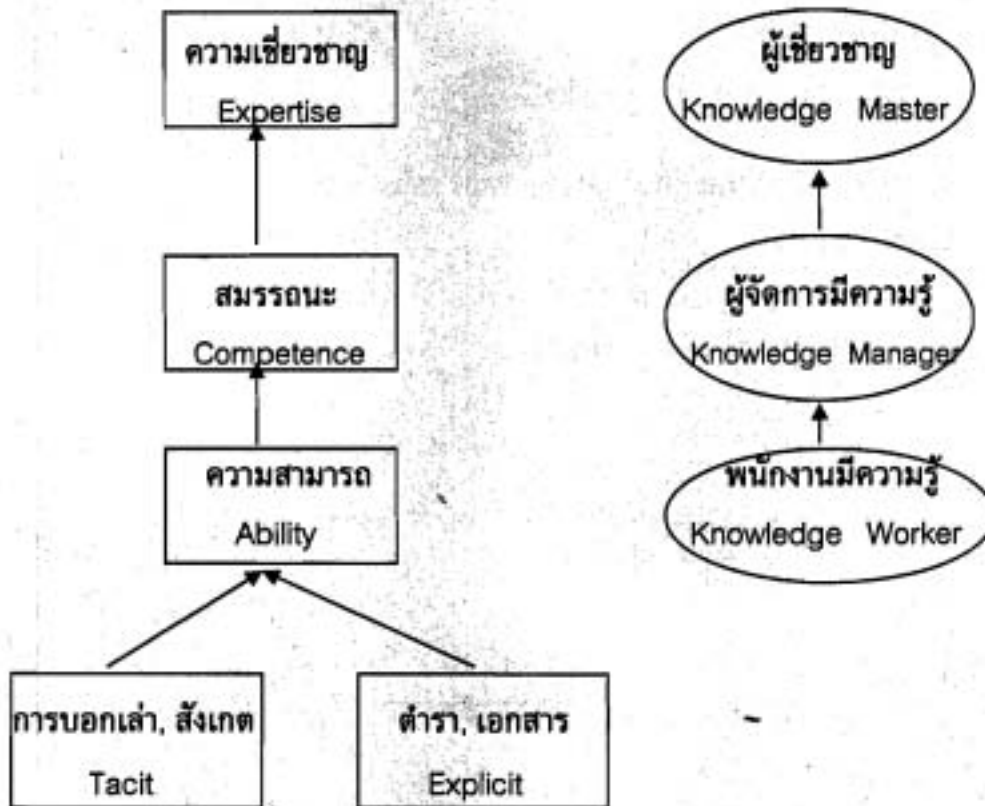 ความเชี่ยวชาญ
Expertise
ผู้เชี่ยวชาญ
Knowledge Master
สมรรถนะ
Competence
ผู้จัดการมีความรู้
Knowledge Manager
ความสามารถ
Ability
พนักงานมีความรู้
Knowledge Worker
การบอกเล่า, สังเกต
Tacit
ตำรา, เอกสาร
Explicit